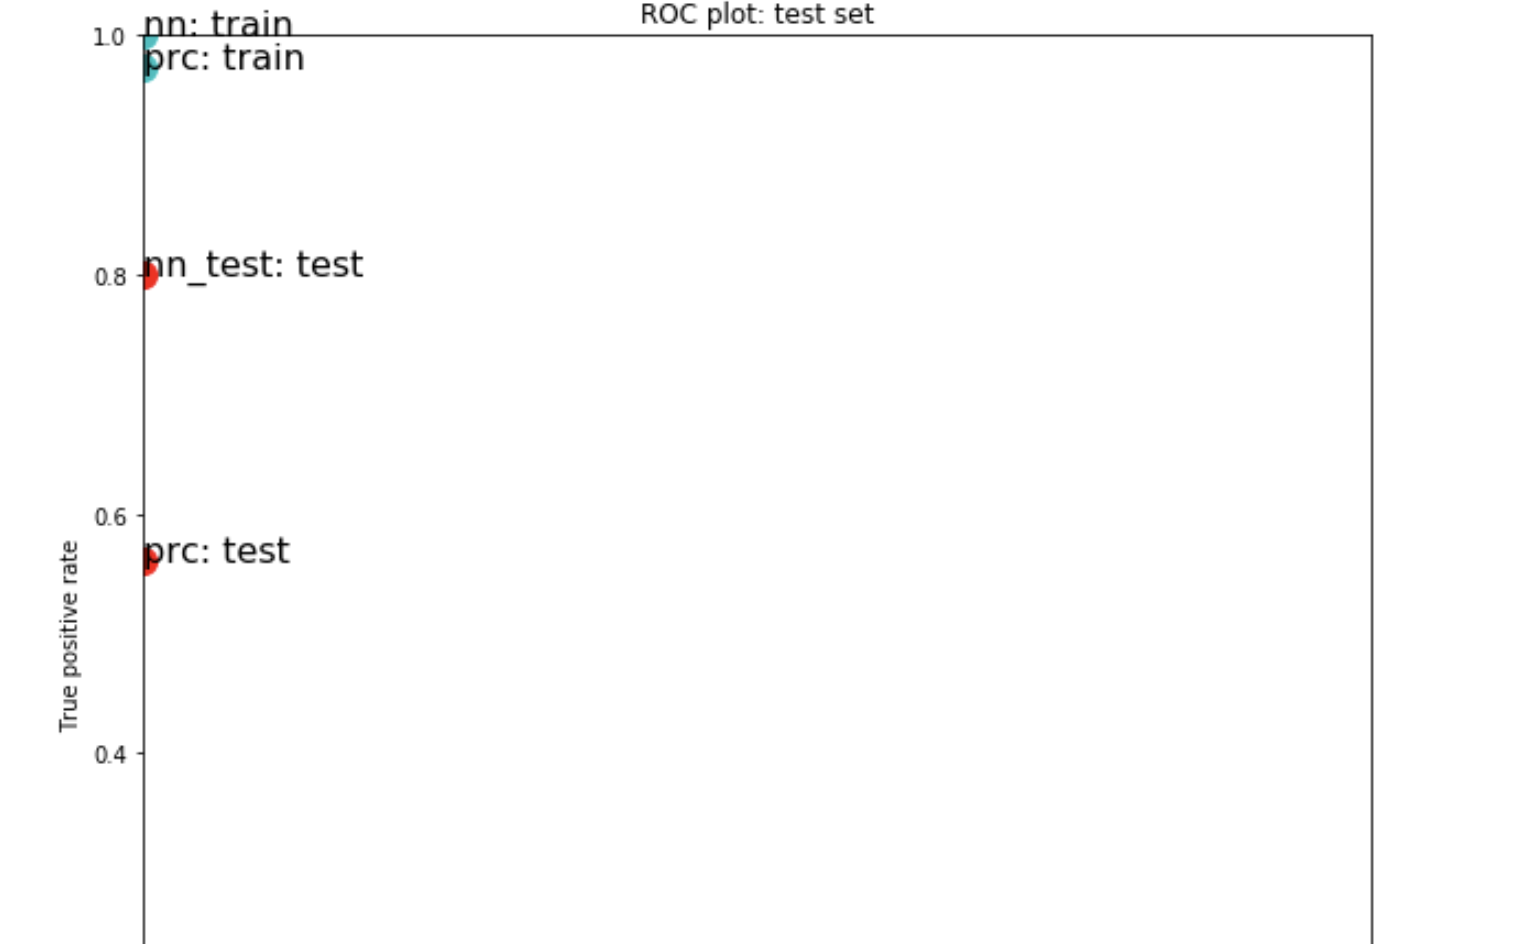 ROC plot: test set
nn: train
1.0
prc: train
nn_test: test
0.8
0.6
prc: test
True positive rate
0.4